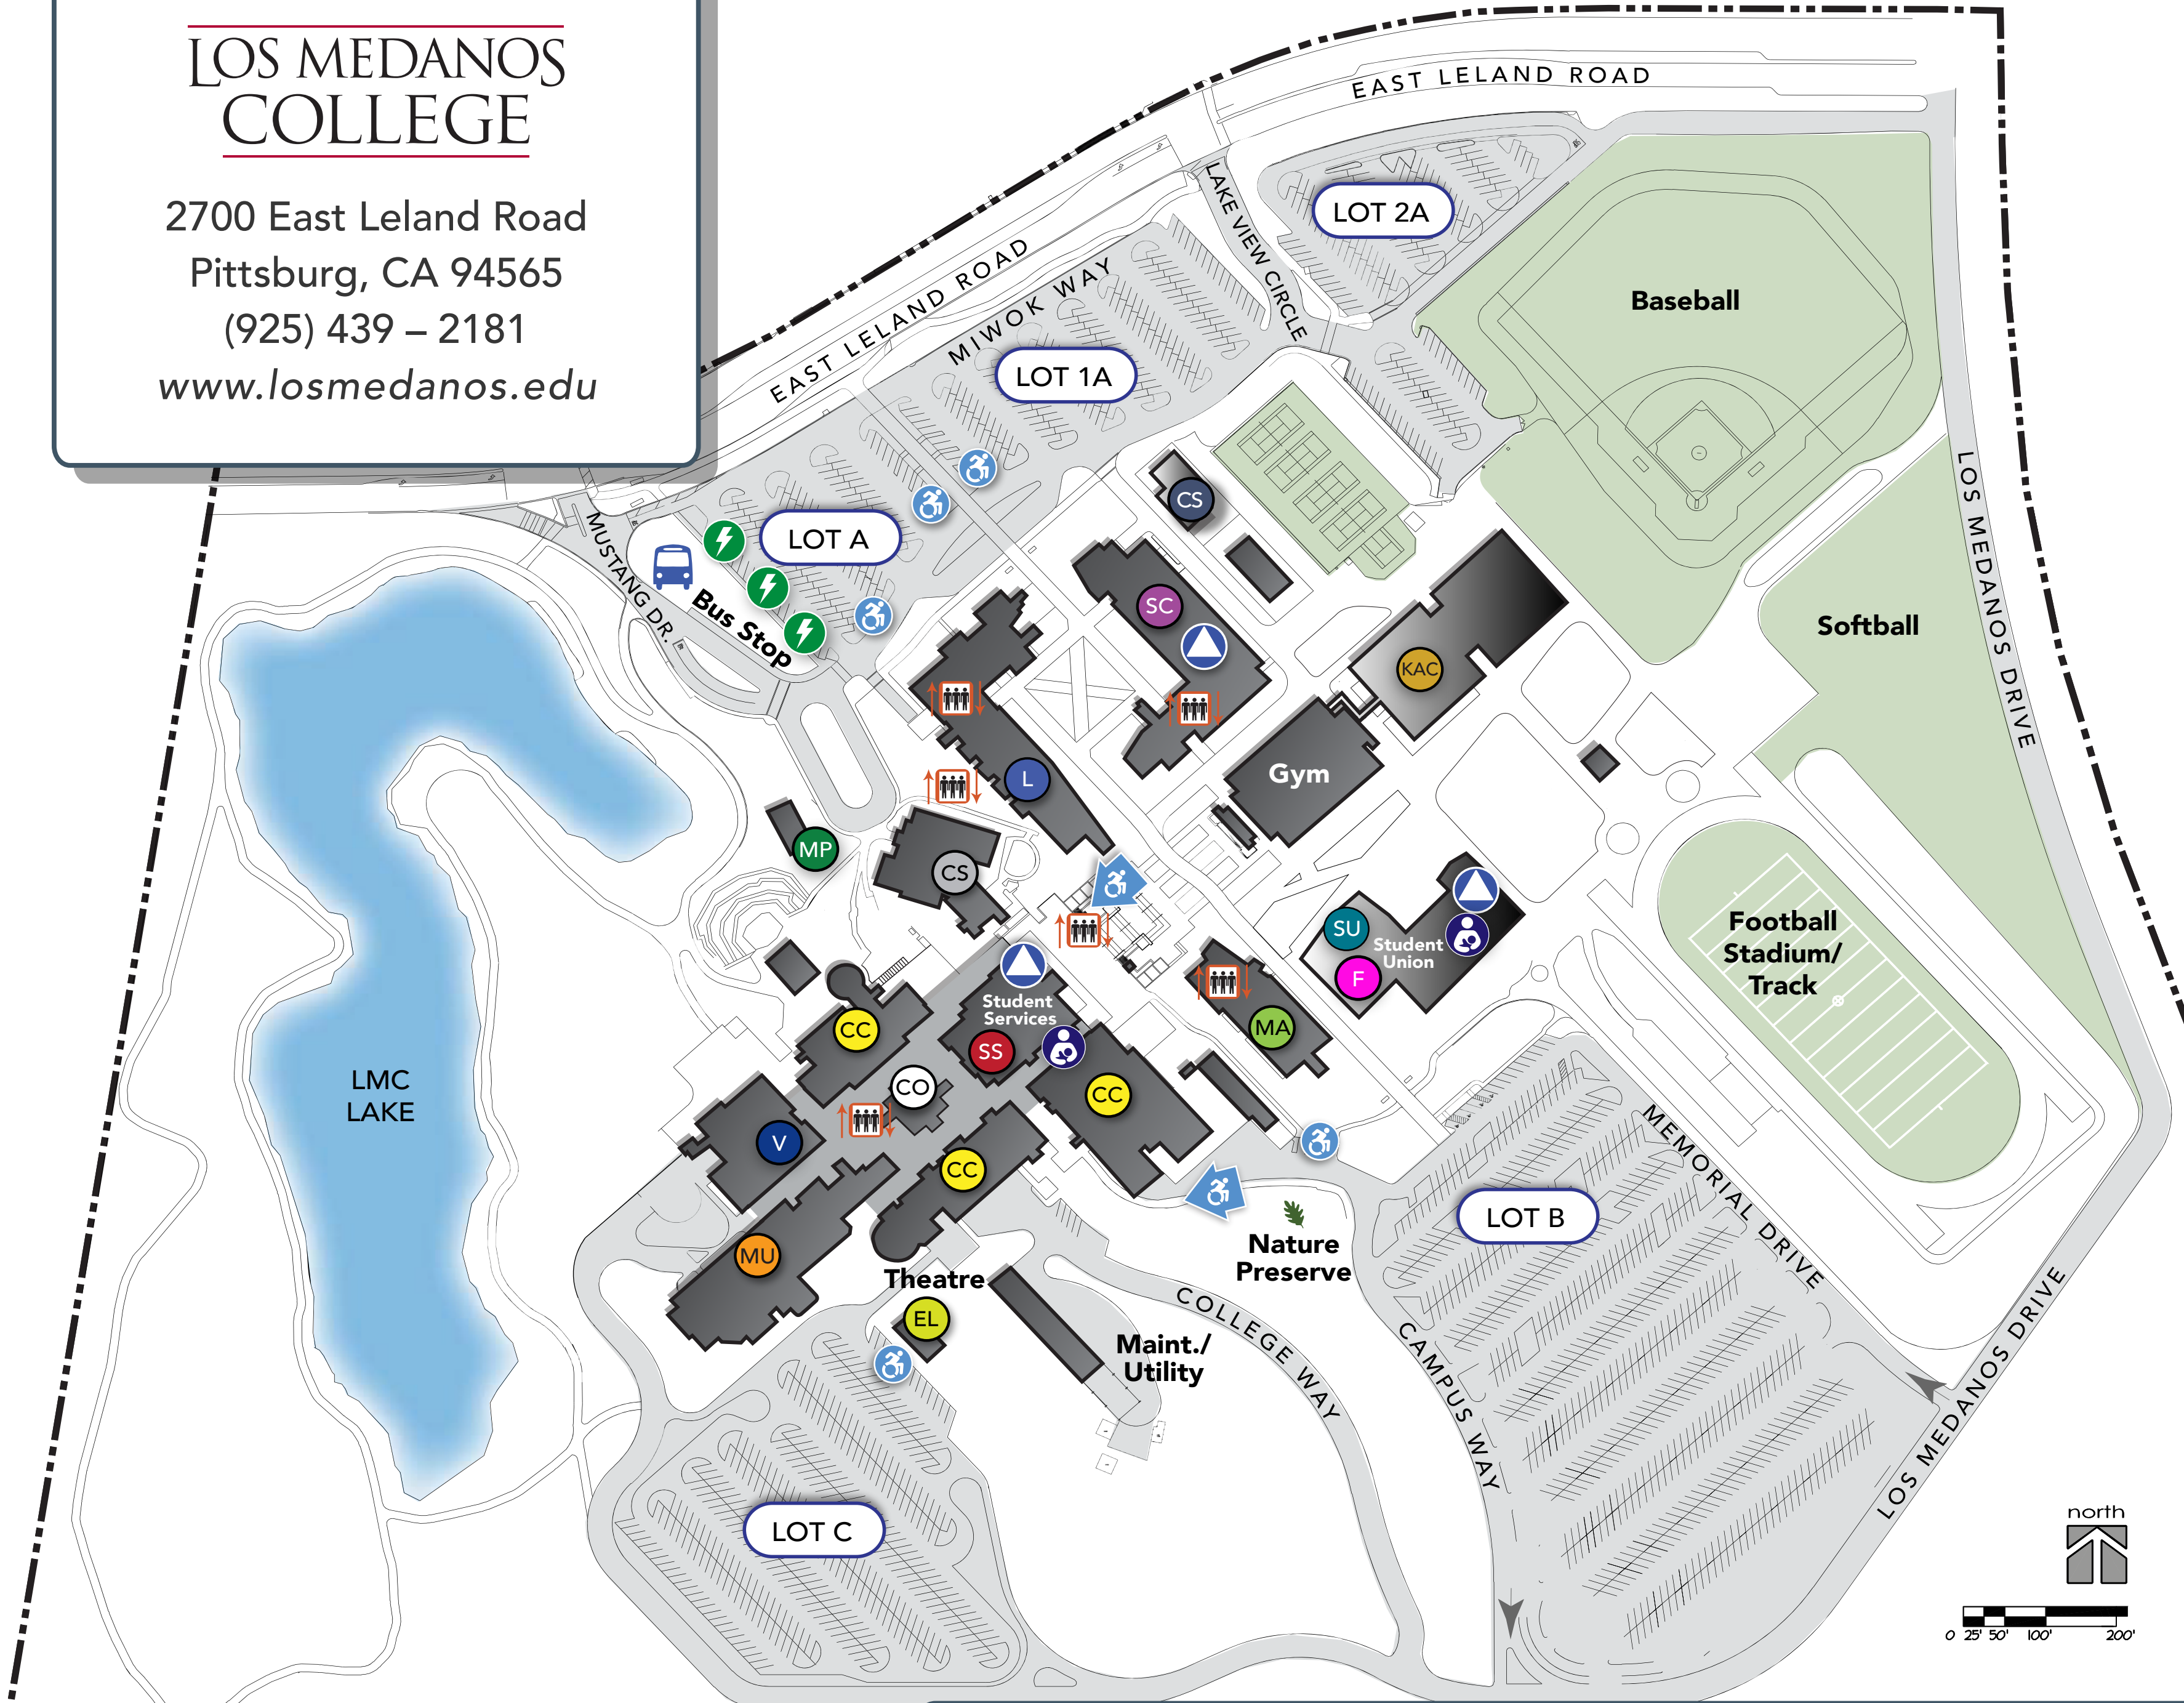 LOS MEDANOS
COLLEGE
2700 East Leland Road
Pittsburg, CA 94565
(925) 439 – 2181
www.losmedanos.edu
EAST LELAND ROAD
LOT 2A
LAKE VIEW CIRCLE
EAST LELAND ROAD
MIWOK WAY
Baseball
LOT 1A
LOS MEDANOS DRIVE
CS
LOT A
MUSTANG DR.
Bus Stop
SC
Softball
KAC
L
Gym
MP
CS
SU
Student
Union
F
Football
Stadium/
Track
Student
Services
SS
CC
MA
CO
CC
LMC
LAKE
V
CC
MEMORIAL DRIVE
LOT B
MU
Nature
Preserve
Theatre
EL
COLLEGE WAY
Maint./
Utility
CAMPUS WAY
LOS MEDANOS DRIVE
LOT C
north
0 25' 50' 100' 200'